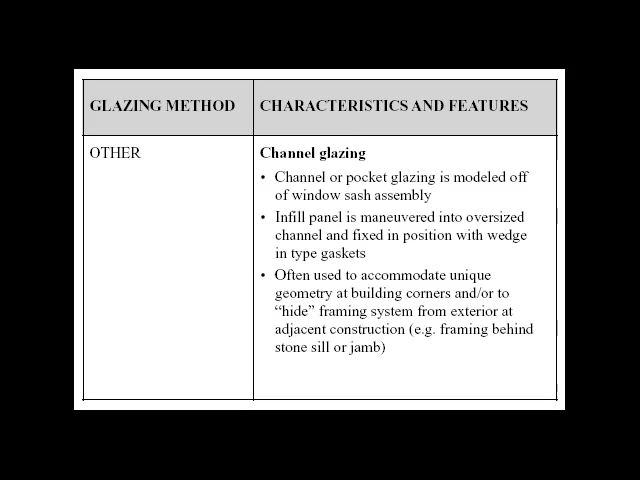 GLAZING METHOD
CHARACTERISTICS AND FEATURES
OTHER
Channel glazing
• Channel or pocket glazing is modeled off
of window sash assembly
• Infill panel is maneuvered into oversized
channel and fixed in position with wedge
in type gaskets
• Often used to accommodate unique
geometry at building corners and/or to
“hide” framing system from exterior at
adjacent construction (e.g. framing behind
stone sill or jamb)